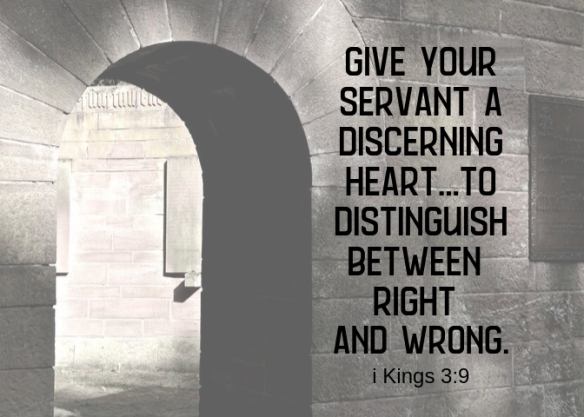 GIVE YOUR
SERVANT A
DISCERNING
HEART...TO
DISTINGUISH
BETWEEN
RIGHT
AND WRONG.
i Kings 3:9